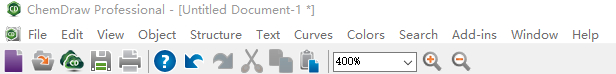 ChemDraw Professional - [Untitled Document-1 *]
File Edit View Object Structure Text Curves Colors Search Add-ins Window Help
400%